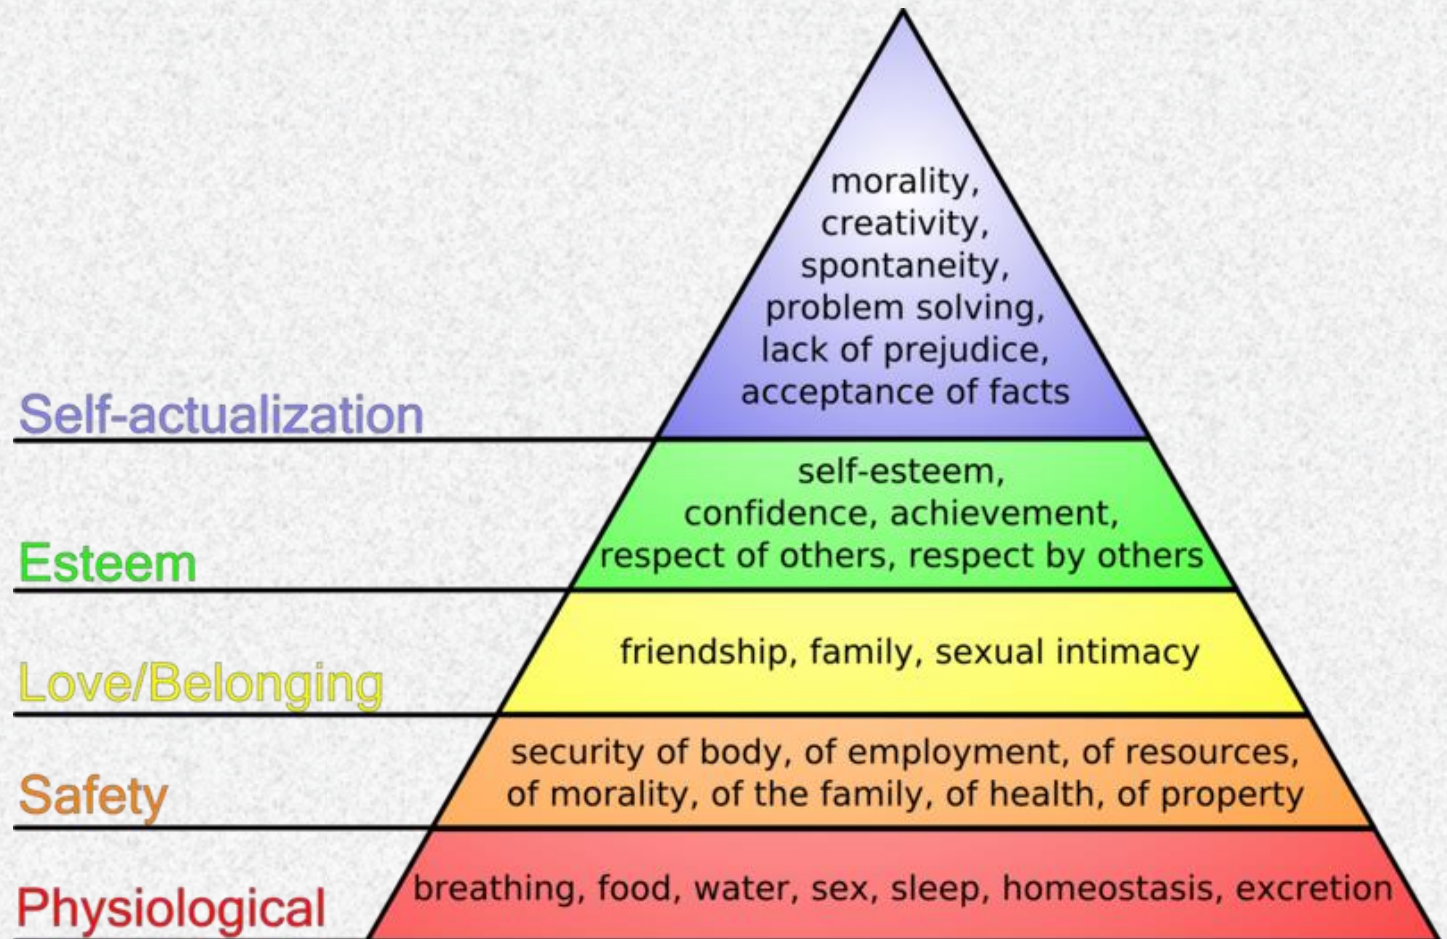 morality,
creativity,
spontaneity,
problem solving,
lack of prejudice,
acceptance of facts
Self-actualization
self-esteem,
confidence, achievement,
respect of others, respect by others
Esteem
friendship, family, sexual intimacy
Love/Belonging
security of body, of employment, of resources,
of morality, of the family, of health, of property
Safety
breathing, food, water, sex, sleep, homeostasis, excretion
Physiological